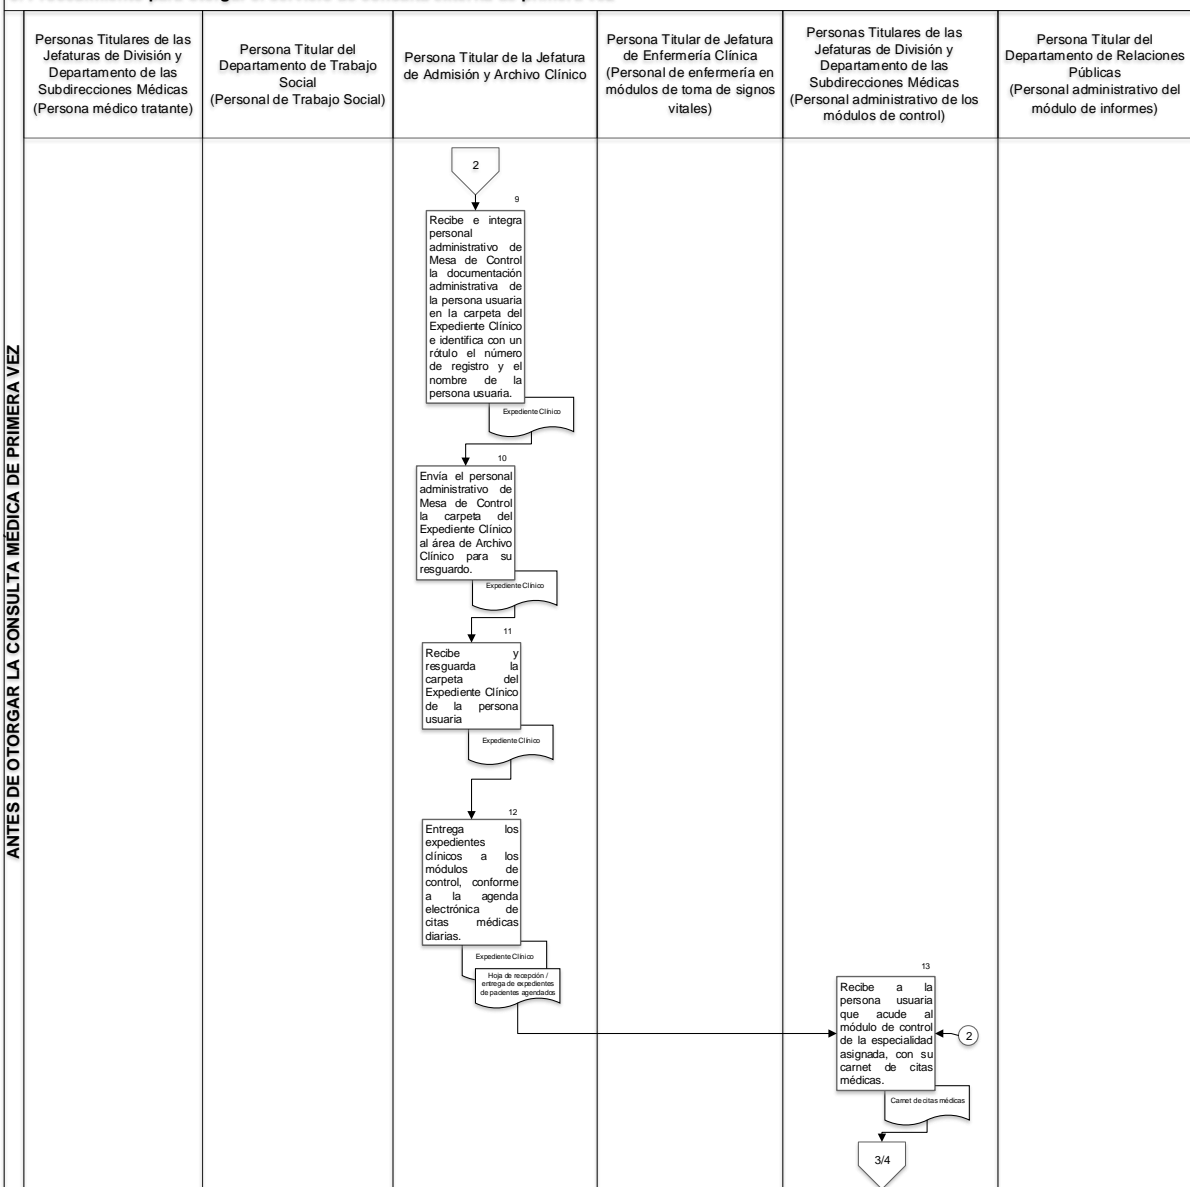 Personas Titulares de las
Jefaturas de División y
Departamento de las
Subdirecciones Médicas
(Persona médico tratante)
Persona Titular del
Departamento de Trabajo
Social
(Personal de Trabajo Social)
Persona Titular de la Jefatura
de Admisión y Archivo Clínico
Persona Titular de Jefatura
de Enfermería Clínica
(Personal de enfermería en
módulos de toma de signos
vitales)
Personas Titulares de las
Jefaturas de División y
Departamento de las
Subdirecciones Médicas
(Personal administrativo de los
módulos de control)
Persona Titular del
Departamento de Relaciones
Públicas
(Personal administrativo del
módulo de informes)
ANTES DE OTORGAR LA CONSULTA MÉDICA DE PRIMERA VEZ
2
9
Recibe e integra
personal
administrativo de
Mesa de Control
la documentación
administrativa de
la persona usuaria
en la carpeta del
Expediente Clínico
e identifica con un
rótulo el número
de registro y el
nombre de la
persona usuaria.
Expediente Clínico
10
Envía el personal
administrativo de
Mesa de Control
la carpeta del
Expediente Clínico
al área de Archivo
Clínico para su
resguardo.
Expediente Clínico
11
Recibe y
resguarda la
carpeta del
Expediente Clínico
de la persona
usuaria
Expediente Clínico
12
Entrega los
expedientes
clínicos a los
módulos de
control, conforme
a la agenda
electrónica de
citas médicas
diarias.
Expediente Clínico
Hoja de recepción /
entrega de expedientes
de pacientes agendados
13
Recibe a la
persona usuaria
que acude al
módulo de control
de la especialidad
asignada, con su
carnet de citas
médicas.
2
Carnet de citas médicas
3/4